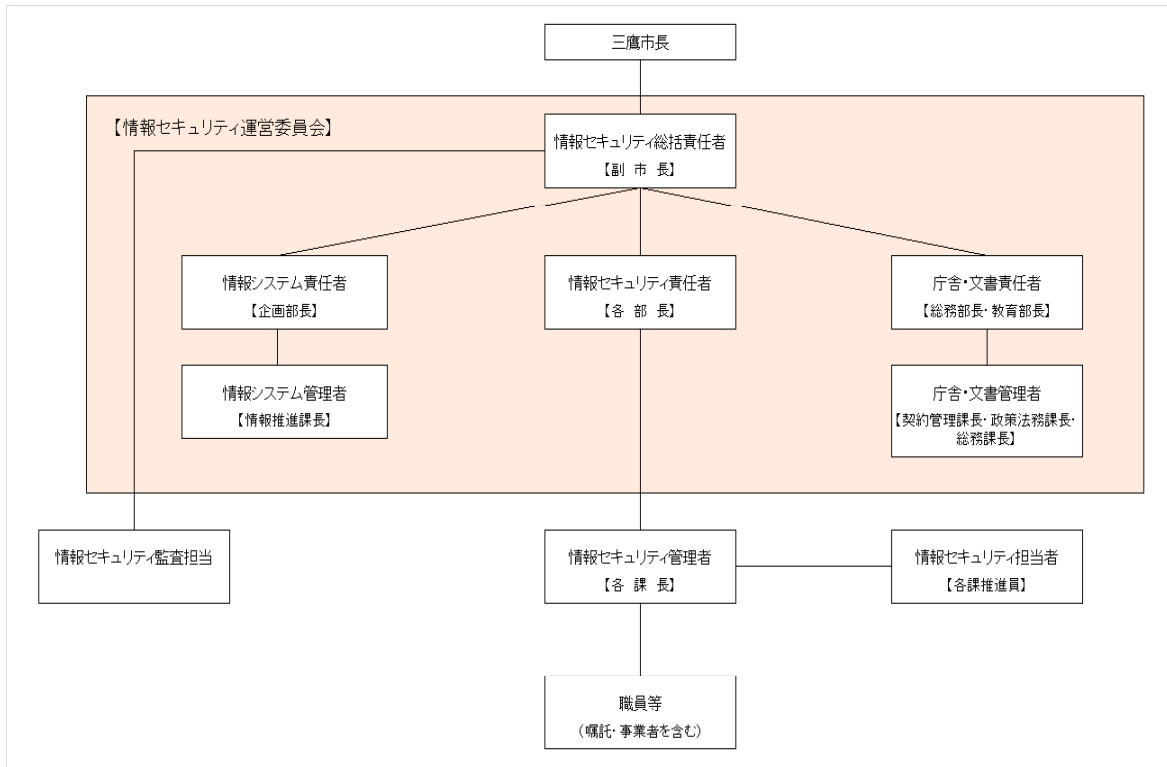 三鷹市長
【情報セキュリティ運営委員会】
情報セキュリティ総括責任者
【副 市 長】
情報システム責任者
【企画部長】
情報セキュリティ責任者
【各 部 長】
庁舎・文書責任者
【総務部長・教育部長】
情報システム管理者
【情報推進課長】
庁舎・文書管理者
【契約管理課長・政策法務課長・
総務課長】
情報セキュリティ監査担当
情報セキュリティ管理者
【各 課 長】
情報セキュリティ担当者
【各課推進員】
職員等
(嘱託・事業者を含む)